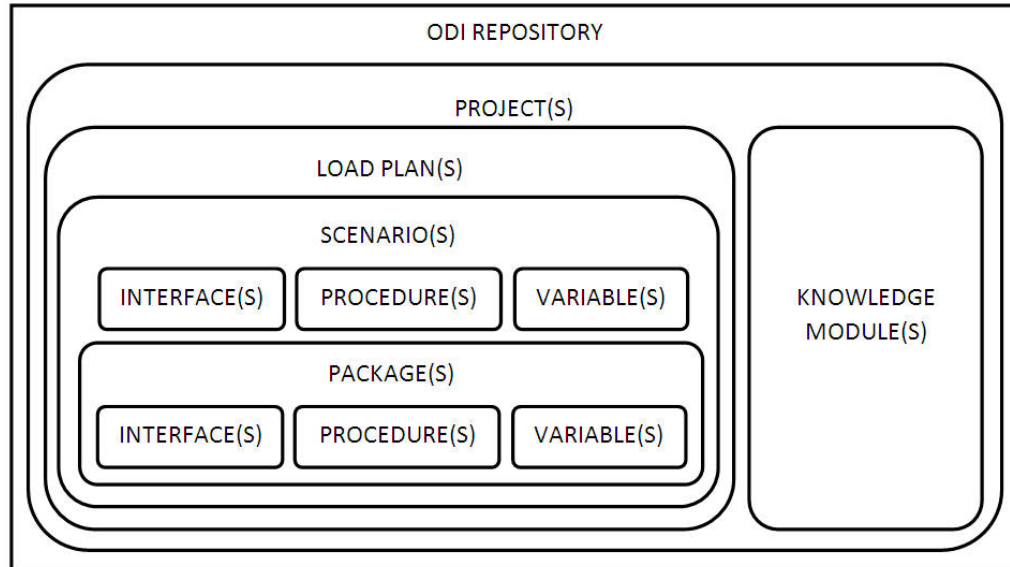 ODI REPOSITORY
PROJECT(S)
LOAD PLAN(S)
SCENARIO(S)
INTERFACE(S) PROCEDURE(S) VARIABLE(S)
PACKAGE(S)
INTERFACE(S) PROCEDURE(S) VARIABLE(S)
KNOWLEDGE
MODULE(S)